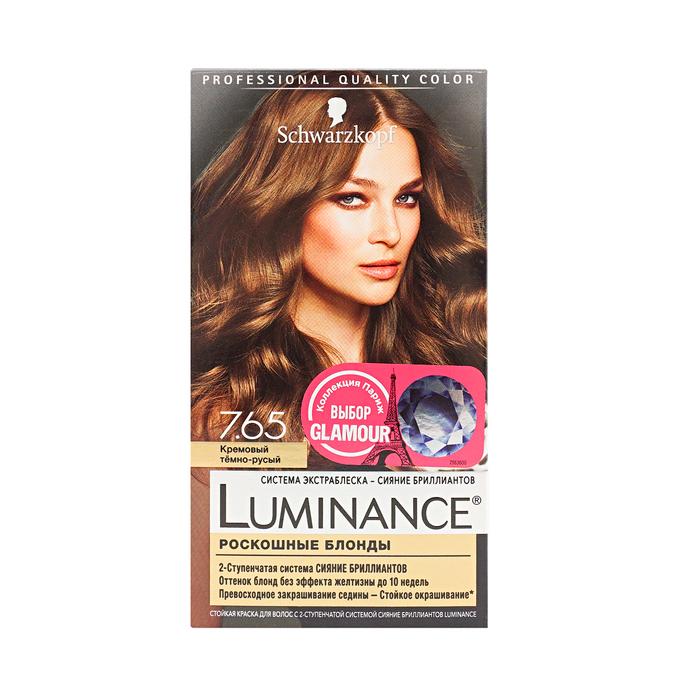 PROFESSIONAL QUALITY COLOR
Schwarzkopf
Коллекция Париж
ВЫБОР
GLAMOUR
7.65
Кремовый
тёмно-русый
2983600
СИСТЕМА ЭКСТРАБЛЕСКА – СИЯНИЕ БРИЛЛИАНТОВ
LUMINANCE®
РОСКОШНЫЕ БЛОНДЫ
2-Ступенчатая система СИЯНИЕ БРИЛЛИАНТОВ
Оттенок блонд без эффекта желтизны до 10 недель
Превосходное закрашивание седины – Стойкое окрашивание*
СТОЙКАЯ КРАСКА ДЛЯ ВОЛОС С 2-СТУПЕНЧАТОЙ СИСТЕМОЙ СИЯНИЕ БРИЛЛИАНТОВ LUMINANCE